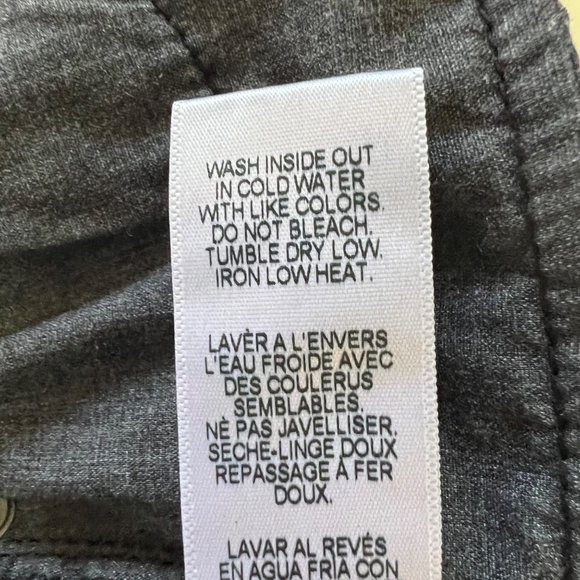 WASH INSIDE OUT
IN COLD WATER
WITH LIKE COLORS.
DO NOT BLEACH.
TUMBLE DRY LOW.
IRON LOW HEAT.
LAVÈR A L'ENVERS
L'EAU FROIDE AVEC
DES COULERUS
SEMBLABLES.
NÈ PAS JAVELLISER.
SECHE-LINGE DOUX
REPASSAGE À FER
DOUX.
LAVAR AL REVÉS
EN AGUA FRÍA CON